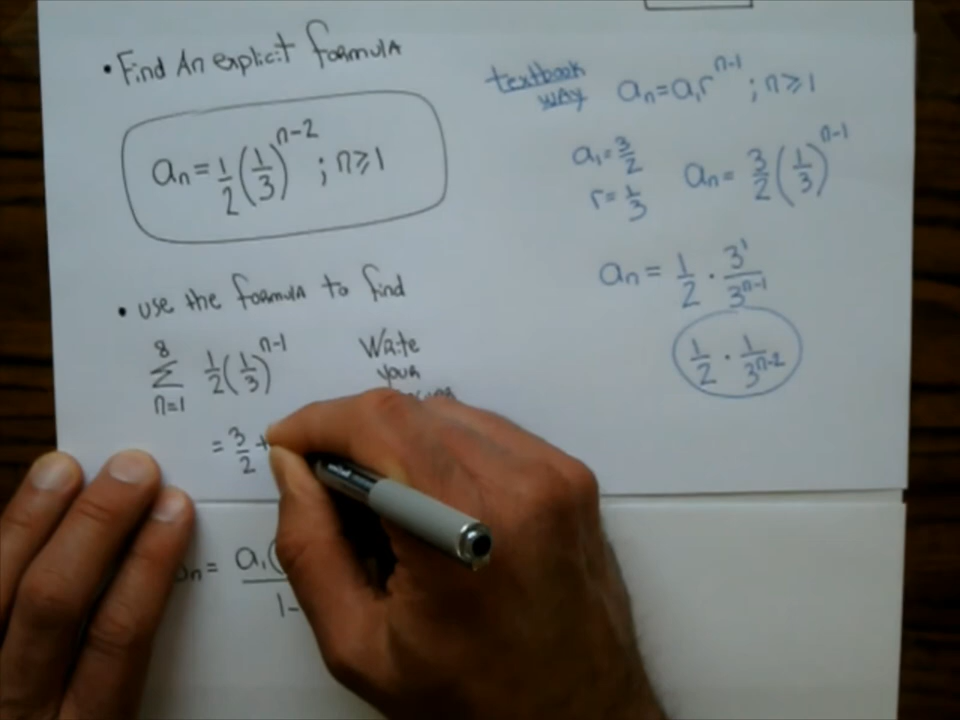 • Find An explicit formula
aₙ = 1/2 (1/3)ⁿ⁻² ; n ≥ 1
• use the formula to find
8
∑ 1/2 (1/3)ⁿ⁻¹
n=1
Write
your
= 3/2 +
n = a₁(
1-
textbook
way
aₙ = a₁rⁿ⁻¹ ; n ≥ 1
a₁ = 3/2
r = 1/3
aₙ = 3/2 (1/3)ⁿ⁻¹
aₙ = 1/2 · 3¹/3ⁿ⁻¹
1/2 · 1/3ⁿ⁻²